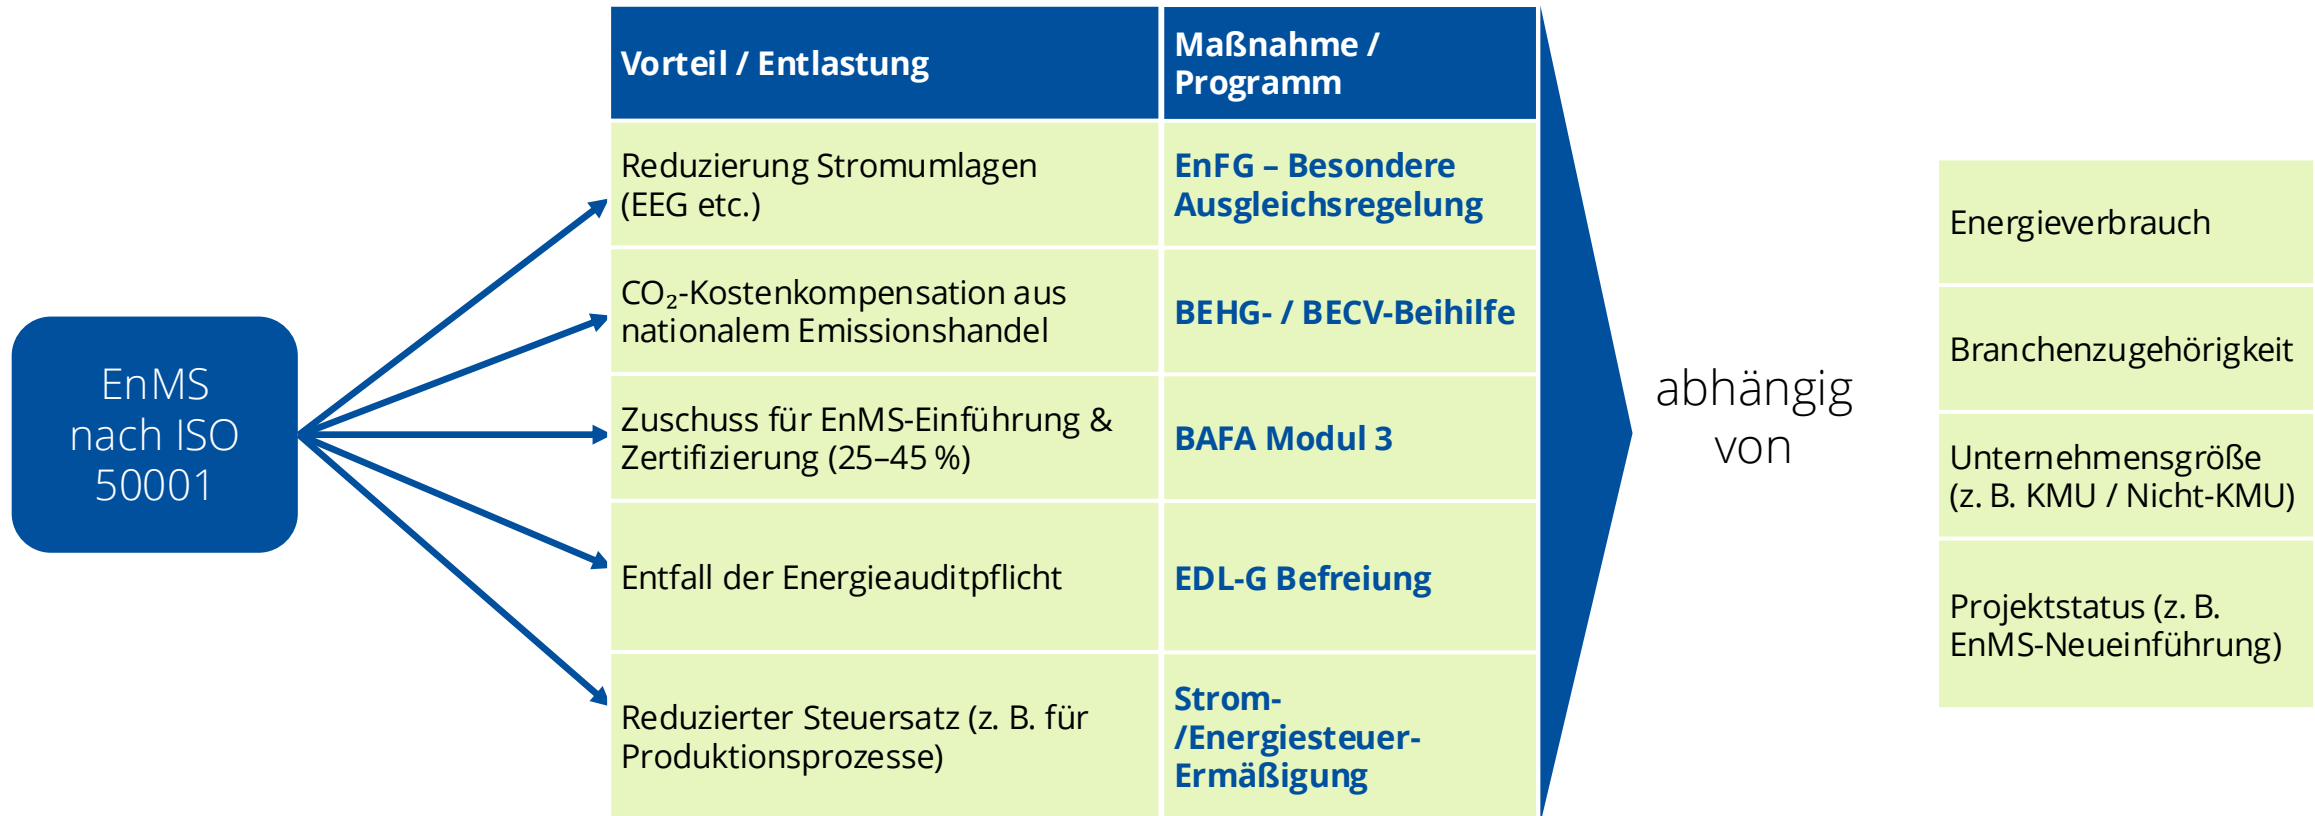 EnMS
nach ISO
50001
Vorteil / Entlastung
Maßnahme /
Programm
Reduzierung Stromumlagen
(EEG etc.)
EnFG – Besondere
Ausgleichsregelung
CO₂-Kostenkompensation aus
nationalem Emissionshandel
BEHG- / BECV-Beihilfe
Zuschuss für EnMS-Einführung &
Zertifizierung (25–45 %)
BAFA Modul 3
Entfall der Energieauditpflicht
EDL-G Befreiung
Reduzierter Steuersatz (z. B. für
Produktionsprozesse)
Strom-
/Energiesteuer-
Ermäßigung
abhängig
von
Energieverbrauch
Branchenzugehörigkeit
Unternehmensgröße
(z. B. KMU / Nicht-KMU)
Projektstatus (z. B.
EnMS-Neueinführung)